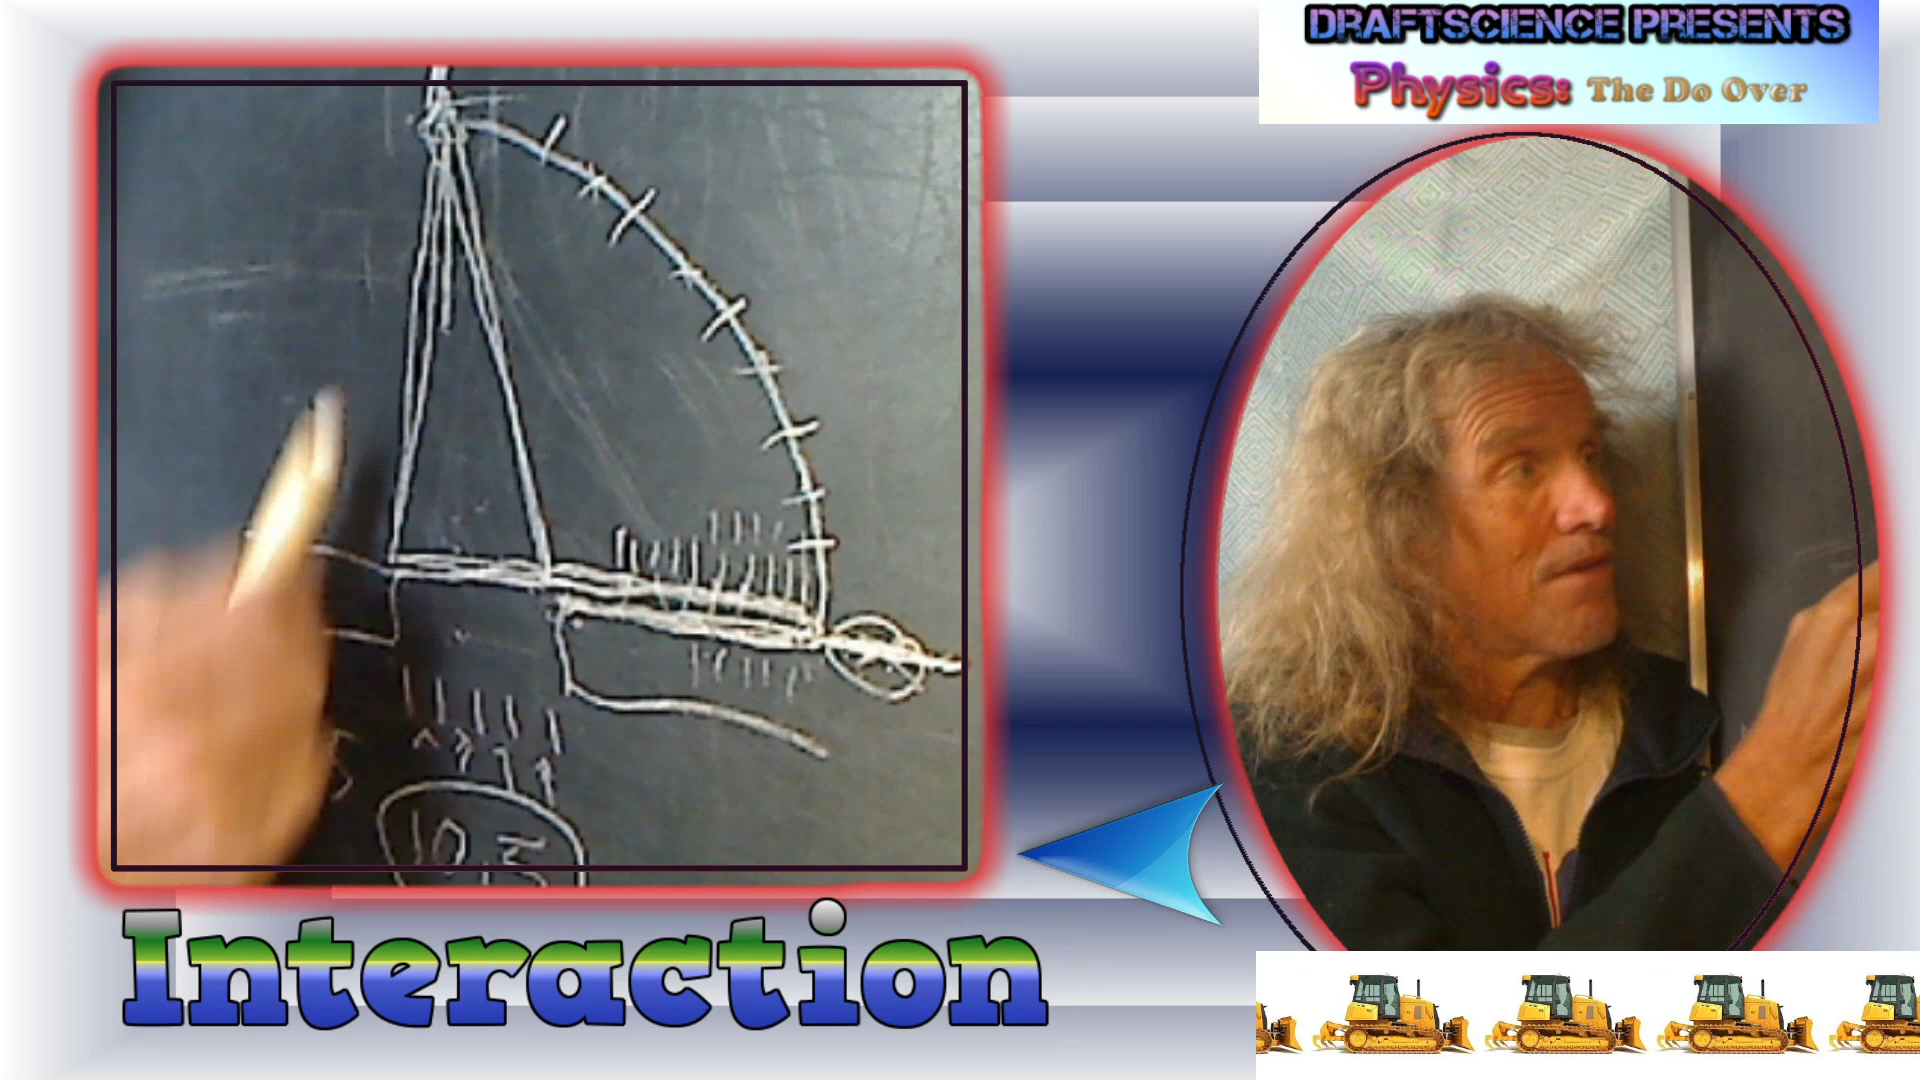 DRAFTSCIENCE PRESENTS
Physics: The Do Over
Interaction